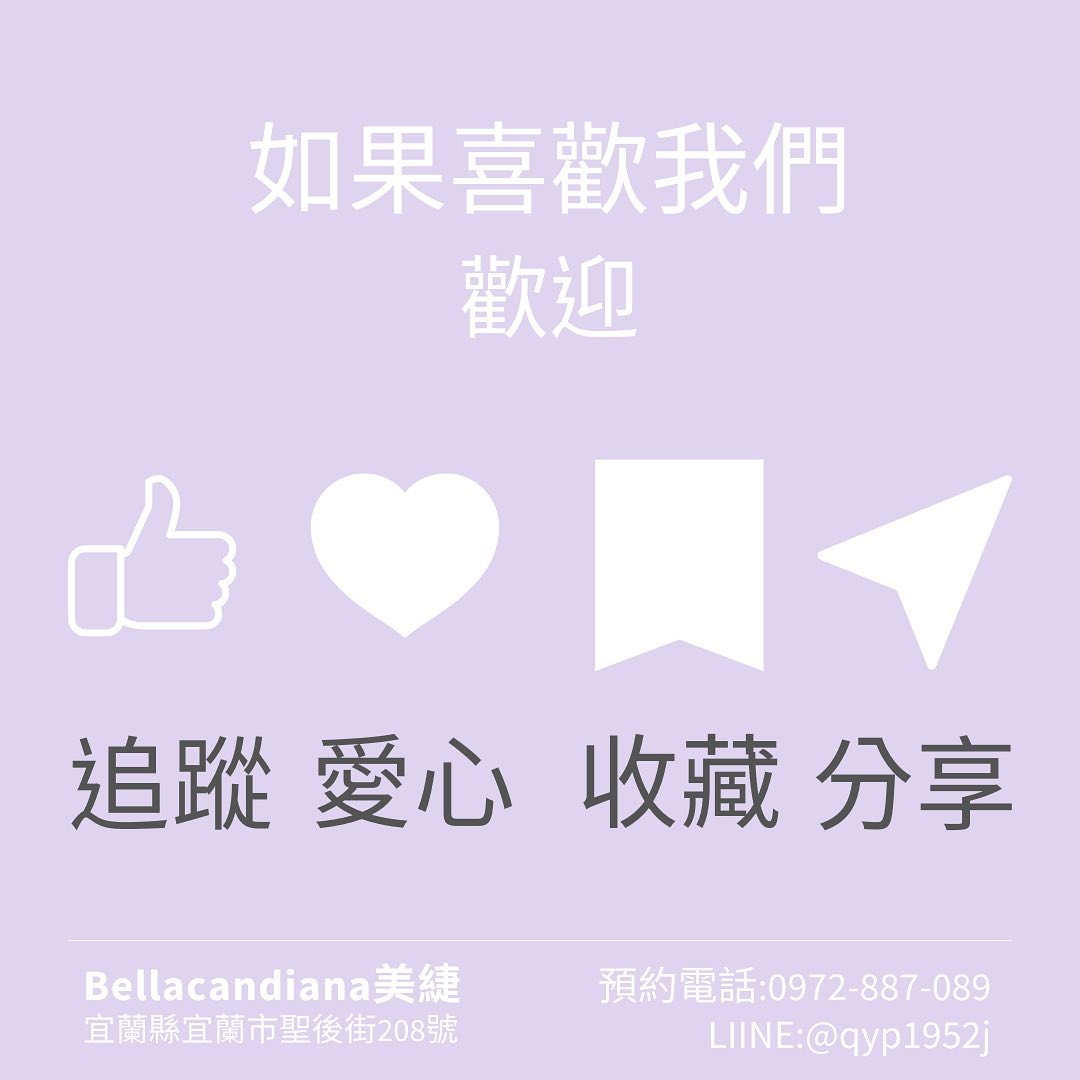 如果喜歡我們
歡迎
追蹤 愛心 收藏 分享
Bellacandiana美緁
宜蘭縣宜蘭市聖後街208號
預約電話:0972-887-089
LIINE:@qyp1952j